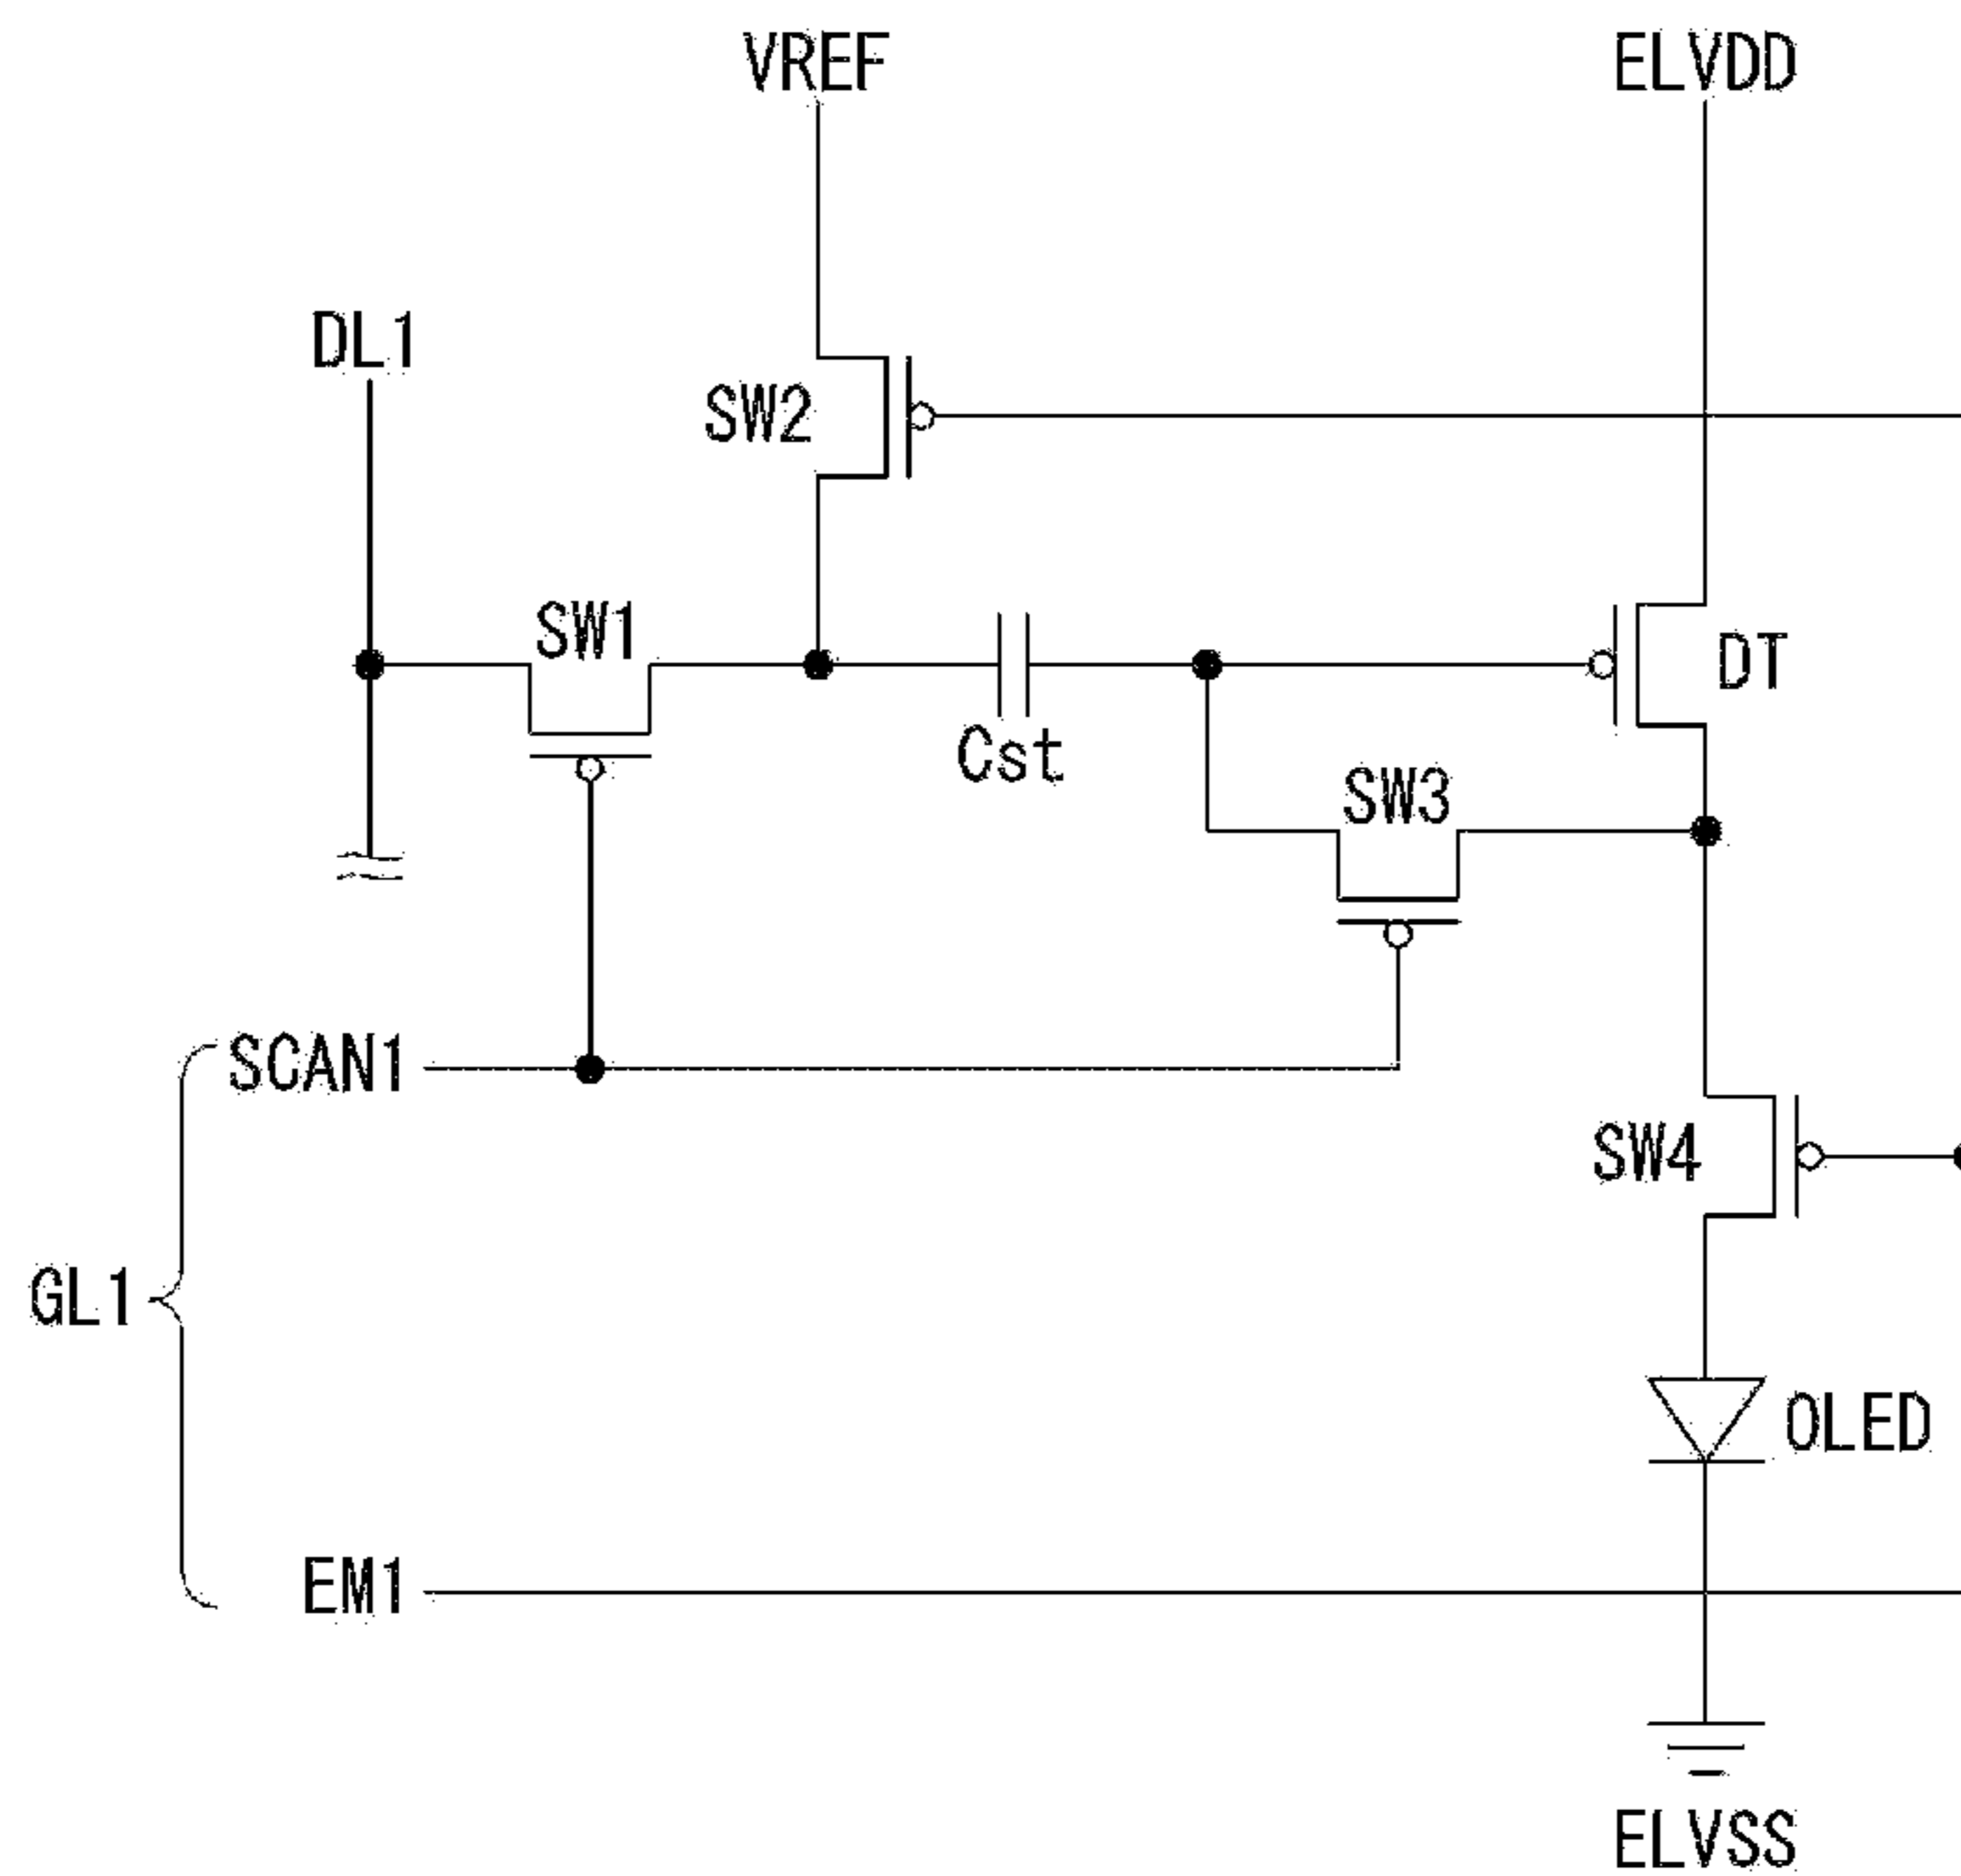 VREF
ELVDD
DL1
SW2
SW1
DT
Cst
SW3
SCAN1
SW4
GL1
OLED
EM1
ELVSS